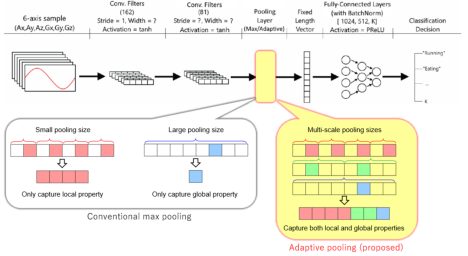 6-axis sample
(Ax,Ay,Az,Gx,Gy,Gz)
Conv. Filters
(162)
Stride = 1, Width = ?
Activation = tanh
Conv. Filters
(81)
Stride = ?, Width = ?
Activation = tanh
Pooling
Layer
(Max/Adaptive)
Fixed
Length
Vector
Fully-Connected Layers
(with BatchNorm)
[ 1024, 512, K]
Activation = PReLU
Classification
Decision
"Running"
"Eating"
...
K
Small pooling size
Only capture local property
Large pooling size
Only capture global property
Conventional max pooling
Multi-scale pooling sizes
Capture both local and global properties
Adaptive pooling (proposed)